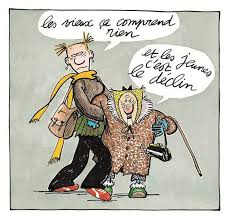 les vieux ça comprend
rien
et les jeunes
c'est
le déclin